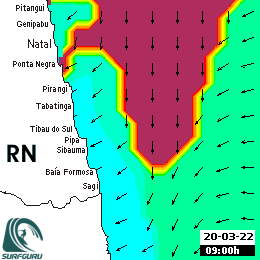 Pitangui
Genipabu
Natal
Ponta Negra
Pirangi
Tabatinga
Tibau do Sul
Pipa
Sibauma
RN
Baía Formosa
Sagi
20-03-22
09:00h
SURFGURU